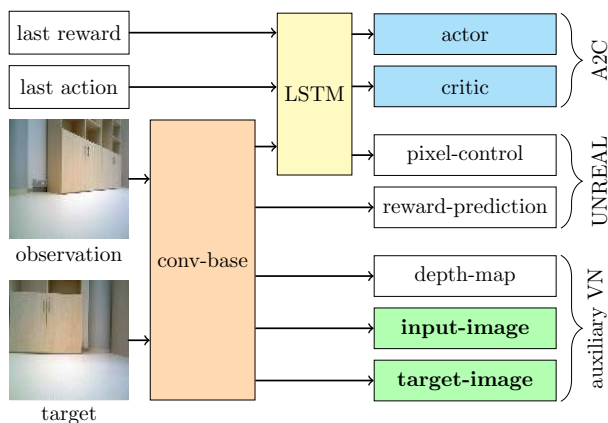 last reward
last action
observation
target
conv-base
LSTM
actor
critic
pixel-control
reward-prediction
depth-map
input-image
target-image
A2C
UNREAL
auxiliary VN